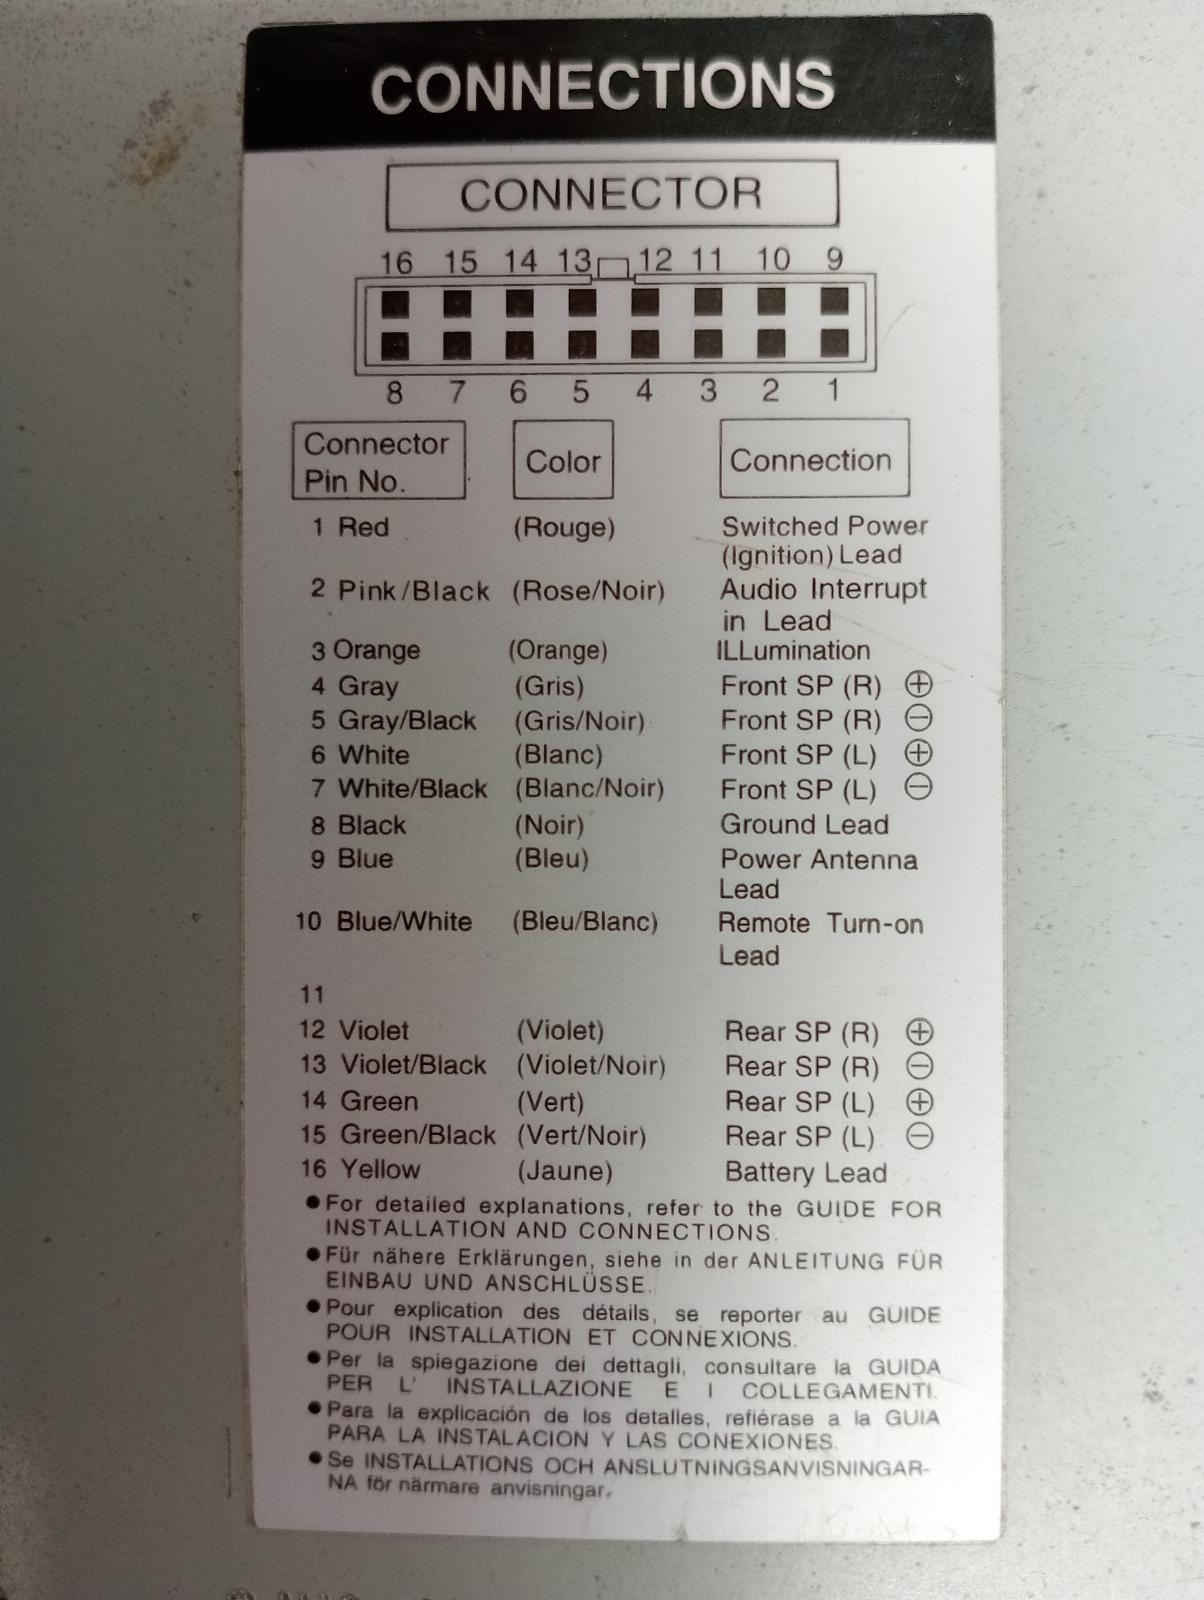 CONNECTIONS
CONNECTOR
16 15 14 13 12 11 10 9
8 7 6 5 4 3 2 1
Connector Pin No. Color Connection
1 Red (Rouge) Switched Power
(Ignition) Lead
2 Pink/Black (Rose/Noir) Audio Interrupt
in Lead
3 Orange (Orange) ILLumination
4 Gray (Gris) Front SP (R) ⊕
5 Gray/Black (Gris/Noir) Front SP (R) ⊖
6 White (Blanc) Front SP (L) ⊕
7 White/Black (Blanc/Noir) Front SP (L) ⊖
8 Black (Noir) Ground Lead
9 Blue (Bleu) Power Antenna
Lead
10 Blue/White (Bleu/Blanc) Remote Turn-on
Lead
11
12 Violet (Violet) Rear SP (R) ⊕
13 Violet/Black (Violet/Noir) Rear SP (R) ⊖
14 Green (Vert) Rear SP (L) ⊕
15 Green/Black (Vert/Noir) Rear SP (L) ⊖
16 Yellow (Jaune) Battery Lead
●For detailed explanations, refer to the GUIDE FOR
INSTALLATION AND CONNECTIONS.
●Für nähere Erklärungen, siehe in der ANLEITUNG FÜR
EINBAU UND ANSCHLÜSSE.
●Pour explication des détails, se reporter au GUIDE
POUR INSTALLATION ET CONNEXIONS.
●Per la spiegazione dei dettagli, consultare la GUIDA
PER L' INSTALLAZIONE E I COLLEGAMENTI.
●Para la explicación de los detalles, refiérase a la GUIA
PARA LA INSTALACION Y LAS CONEXIONES.
●Se INSTALLATIONS OCH ANSLUTNINGSANVISNINGAR-
NA för närmare anvisningar.